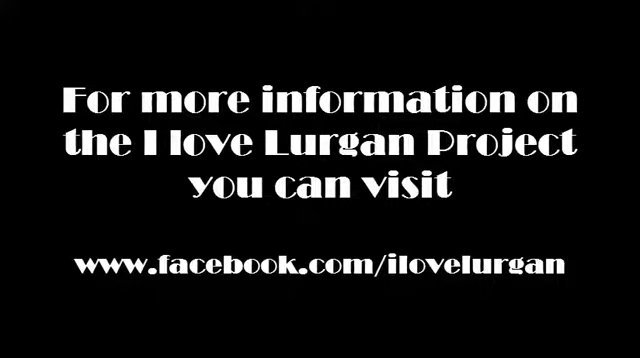 For more information on
the I love Lurgan Project
you can visit
www.facebook.com/ilovelurgan